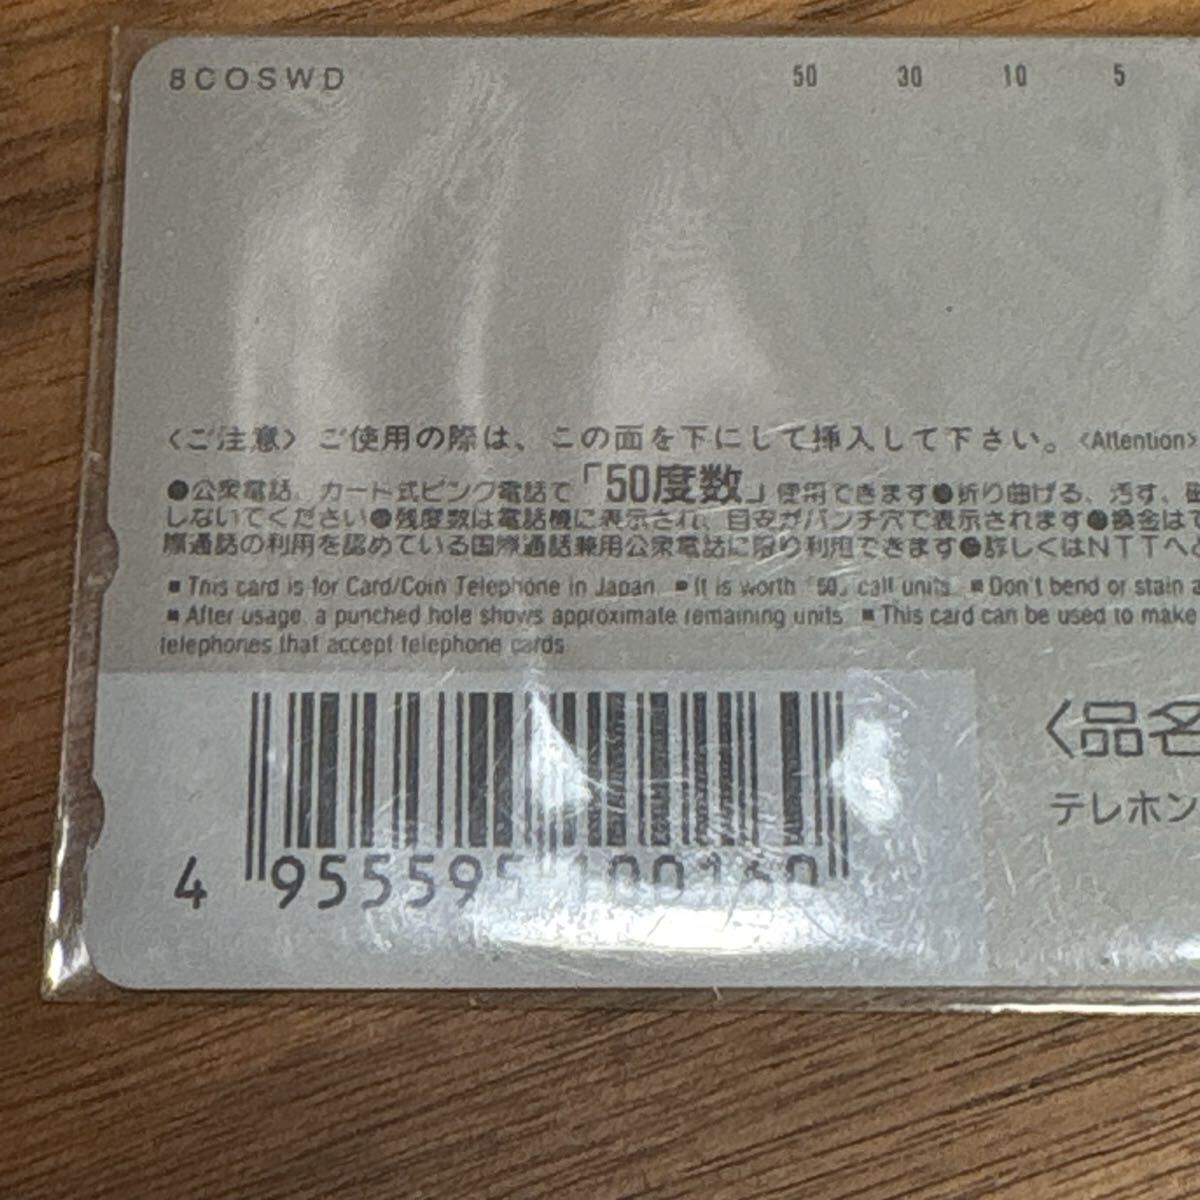 8COSWD 50 30 10 5
〈ご注意〉ご使用の際は、この面を下にして挿入して下さい。〈Attention〉
●公衆電話、カード式ピンク電話で「50度数」使用できます●折り曲げる、汚す、
しないでください●残度数は電話機に表示され、目安がパンチ穴で表示されます●換金は
際通話の利用を認めている国際通話兼用公衆電話に限り利用できます●詳しくはNTTへ
■ This card is for Card/Coin Telephone in Japan ■ It is worth「50」call units ■ Don't bend or stain
■ After usage, a punched hole shows approximate remaining units ■ This card can be used to make
telephones that accept telephone cards
〈品名
テレホン
4 955595 100160